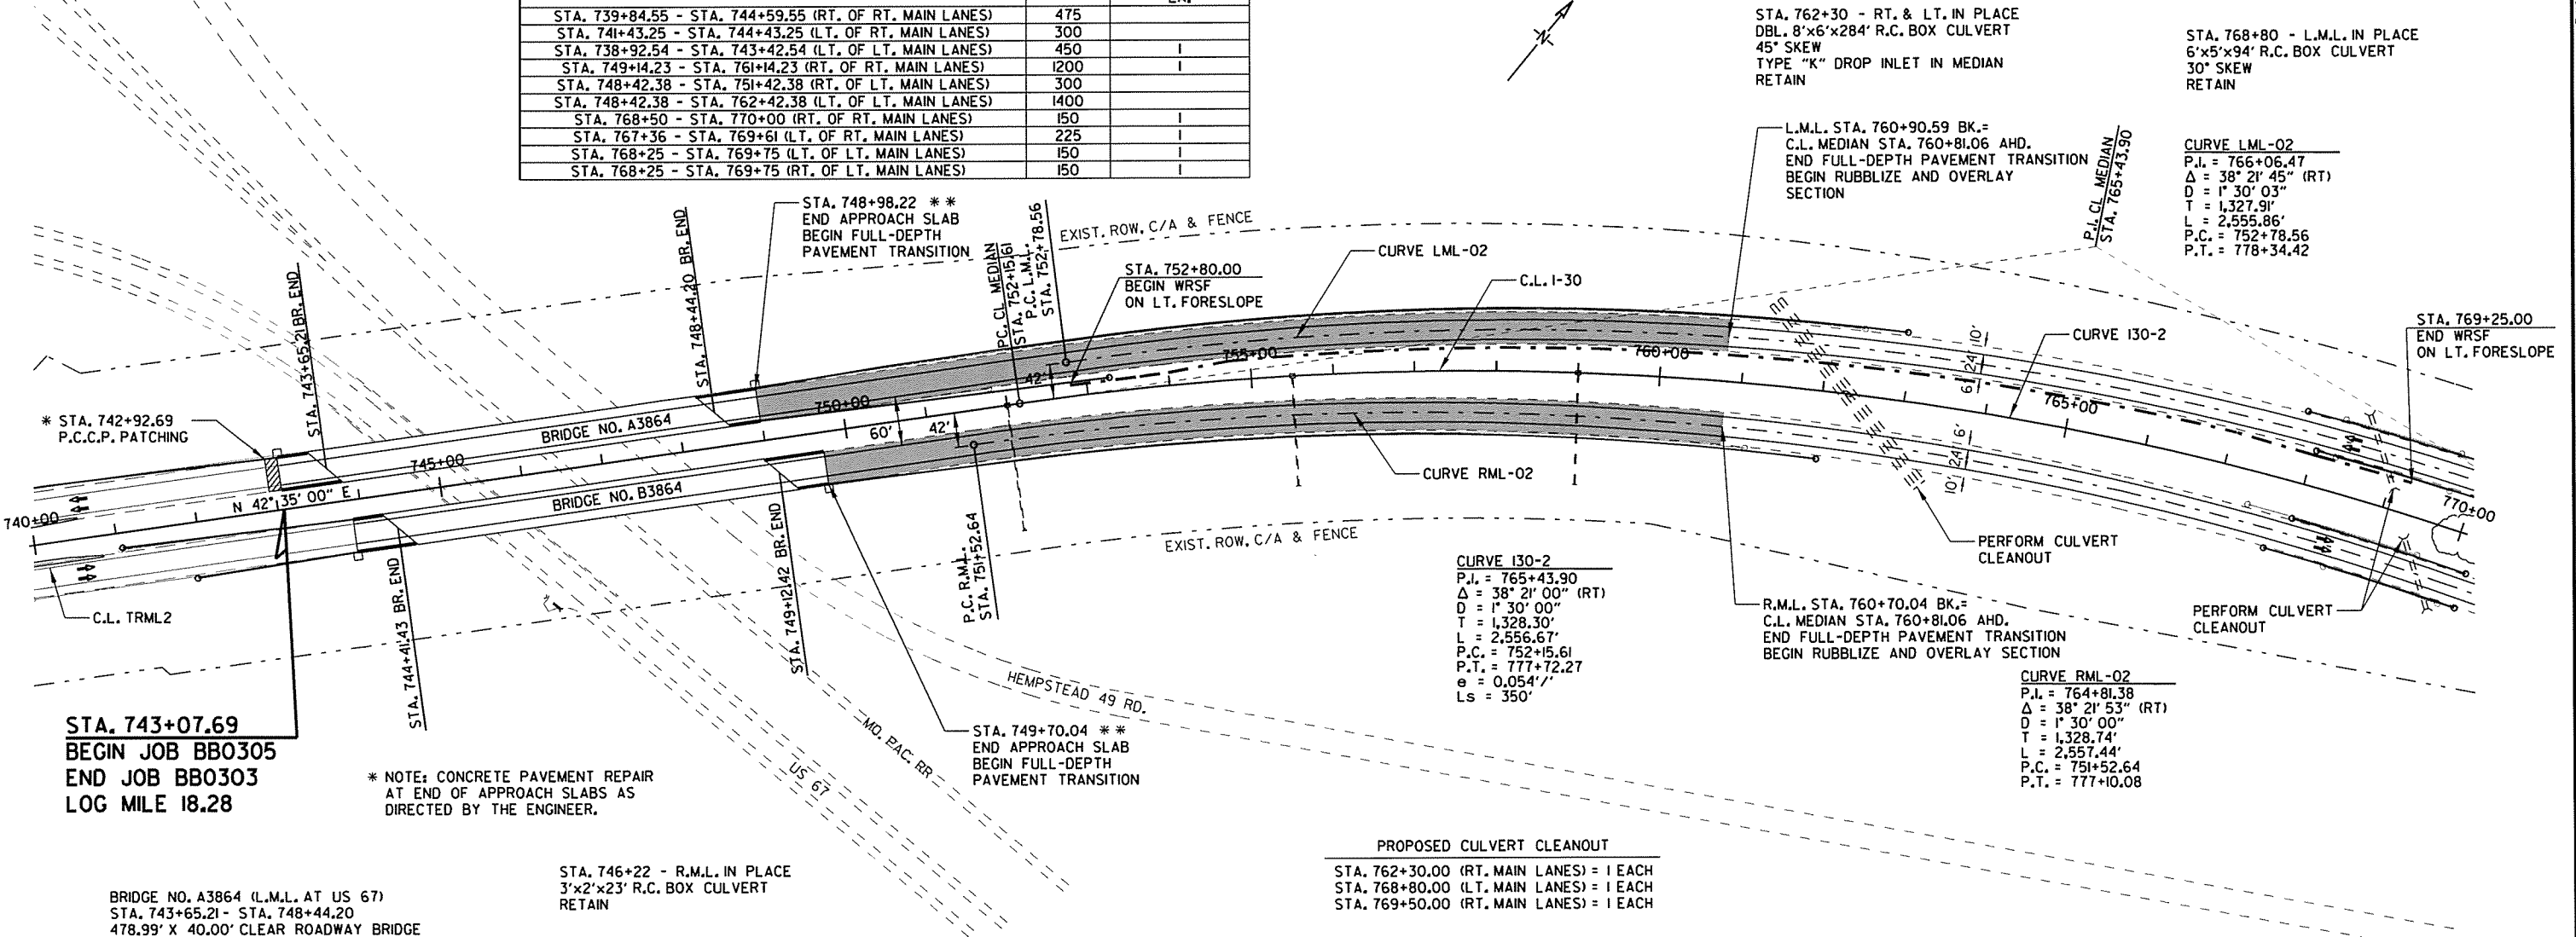 STA. 739+84.55 - STA. 744+59.55 (RT. OF RT. MAIN LANES) 475
STA. 741+43.25 - STA. 744+43.25 (LT. OF RT. MAIN LANES) 300
STA. 738+92.54 - STA. 743+42.54 (LT. OF LT. MAIN LANES) 450 1
STA. 749+14.23 - STA. 761+14.23 (RT. OF RT. MAIN LANES) 1200 1
STA. 748+42.38 - STA. 751+42.38 (RT. OF LT. MAIN LANES) 300
STA. 748+42.38 - STA. 762+42.38 (LT. OF LT. MAIN LANES) 1400
STA. 768+50 - STA. 770+00 (RT. OF RT. MAIN LANES) 150 1
STA. 767+36 - STA. 769+61 (LT. OF RT. MAIN LANES) 225 1
STA. 768+25 - STA. 769+75 (LT. OF LT. MAIN LANES) 150 1
STA. 768+25 - STA. 769+75 (RT. OF LT. MAIN LANES) 150 1
N
STA. 762+30 - RT. & LT. IN PLACE
DBL. 8'x6'x284' R.C. BOX CULVERT
45° SKEW
TYPE "K" DROP INLET IN MEDIAN
RETAIN
STA. 768+80 - L.M.L. IN PLACE
6'x5'x94' R.C. BOX CULVERT
30° SKEW
RETAIN
L.M.L. STA. 760+90.59 BK.=
C.L. MEDIAN STA. 760+81.06 AHD.
END FULL-DEPTH PAVEMENT TRANSITION
BEGIN RUBBLIZE AND OVERLAY
SECTION
P.I. CL MEDIAN
STA. 765+43.90
CURVE LML-02
P.I. = 766+06.47
Δ = 38° 21' 45" (RT)
D = 1° 30' 03"
T = 1,327.91'
L = 2,555.86'
P.C. = 752+78.56
P.T. = 778+34.42
STA. 748+98.22 **
END APPROACH SLAB
BEGIN FULL-DEPTH
PAVEMENT TRANSITION
STA. 743+65.21 BR. END
STA. 748+44.20 BR. END
P.C. CL MEDIAN
STA. 752+15.61
P.C. L.M.L.
STA. 752+78.56
EXIST. ROW, C/A & FENCE
STA. 752+80.00
BEGIN WRSF
ON LT. FORESLOPE
CURVE LML-02
C.L. I-30
CURVE I30-2
STA. 769+25.00
END WRSF
ON LT. FORESLOPE
* STA. 742+92.69
P.C.C.P. PATCHING
BRIDGE NO. A3864
BRIDGE NO. B3864
740+00
745+00
750+00
755+00
760+00
765+00
770+00
N 42° 35' 00" E
42'
60'
42'
10'
24'
6'
6'
24'
10'
C.L. TRML2
STA. 744+41.43 BR. END
STA. 749+12.42 BR. END
P.C. R.M.L.
STA. 751+52.64
CURVE RML-02
EXIST. ROW, C/A & FENCE
PERFORM CULVERT
CLEANOUT
PERFORM CULVERT
CLEANOUT
CURVE I30-2
P.I. = 765+43.90
Δ = 38° 21' 00" (RT)
D = 1° 30' 00"
T = 1,328.30'
L = 2,556.67'
P.C. = 752+15.61
P.T. = 777+72.27
e = 0.054'/'
Ls = 350'
R.M.L. STA. 760+70.04 BK.=
C.L. MEDIAN STA. 760+81.06 AHD.
END FULL-DEPTH PAVEMENT TRANSITION
BEGIN RUBBLIZE AND OVERLAY SECTION
CURVE RML-02
P.I. = 764+81.38
Δ = 38° 21' 53" (RT)
D = 1° 30' 00"
T = 1,328.74'
L = 2,557.44'
P.C. = 751+52.64
P.T. = 777+10.08
HEMPSTEAD 49 RD.
MO. PAC. RR
US 67
STA. 749+70.04 **
END APPROACH SLAB
BEGIN FULL-DEPTH
PAVEMENT TRANSITION
STA. 743+07.69
BEGIN JOB BB0305
END JOB BB0303
LOG MILE 18.28
* NOTE: CONCRETE PAVEMENT REPAIR
AT END OF APPROACH SLABS AS
DIRECTED BY THE ENGINEER.
PROPOSED CULVERT CLEANOUT
STA. 762+30.00 (RT. MAIN LANES) = 1 EACH
STA. 768+80.00 (LT. MAIN LANES) = 1 EACH
STA. 769+50.00 (RT. MAIN LANES) = 1 EACH
STA. 746+22 - R.M.L. IN PLACE
3'x2'x23' R.C. BOX CULVERT
RETAIN
BRIDGE NO. A3864 (L.M.L. AT US 67)
STA. 743+65.21 - STA. 748+44.20
478.99' X 40.00' CLEAR ROADWAY BRIDGE